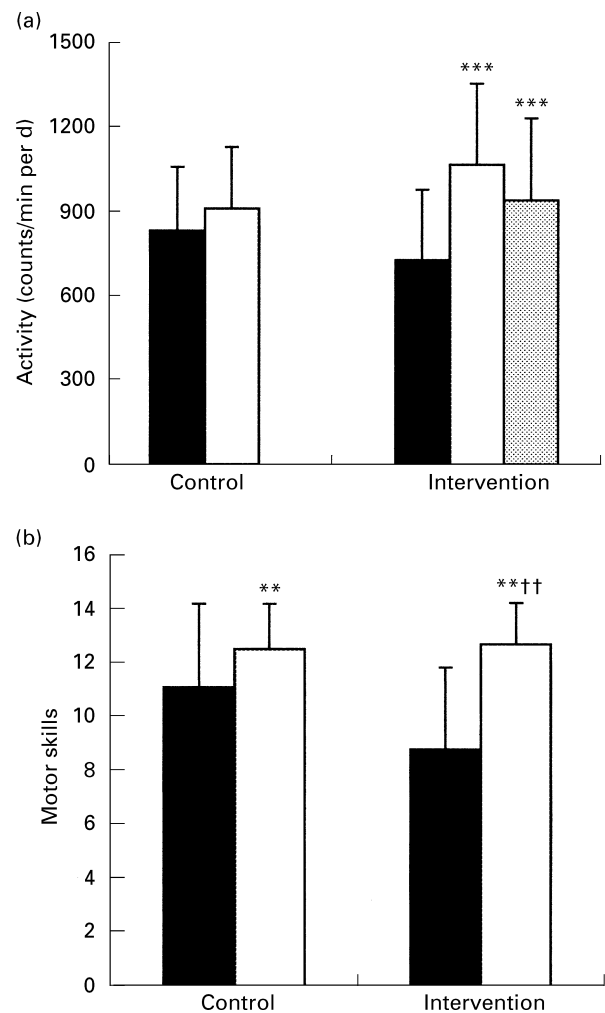 (a)
Activity (counts/min per d)
1500
1200
900
600
300
0
***
***
Control
Intervention
(b)
Motor skills
16
14
12
10
8
6
4
2
0
**
**††
Control
Intervention